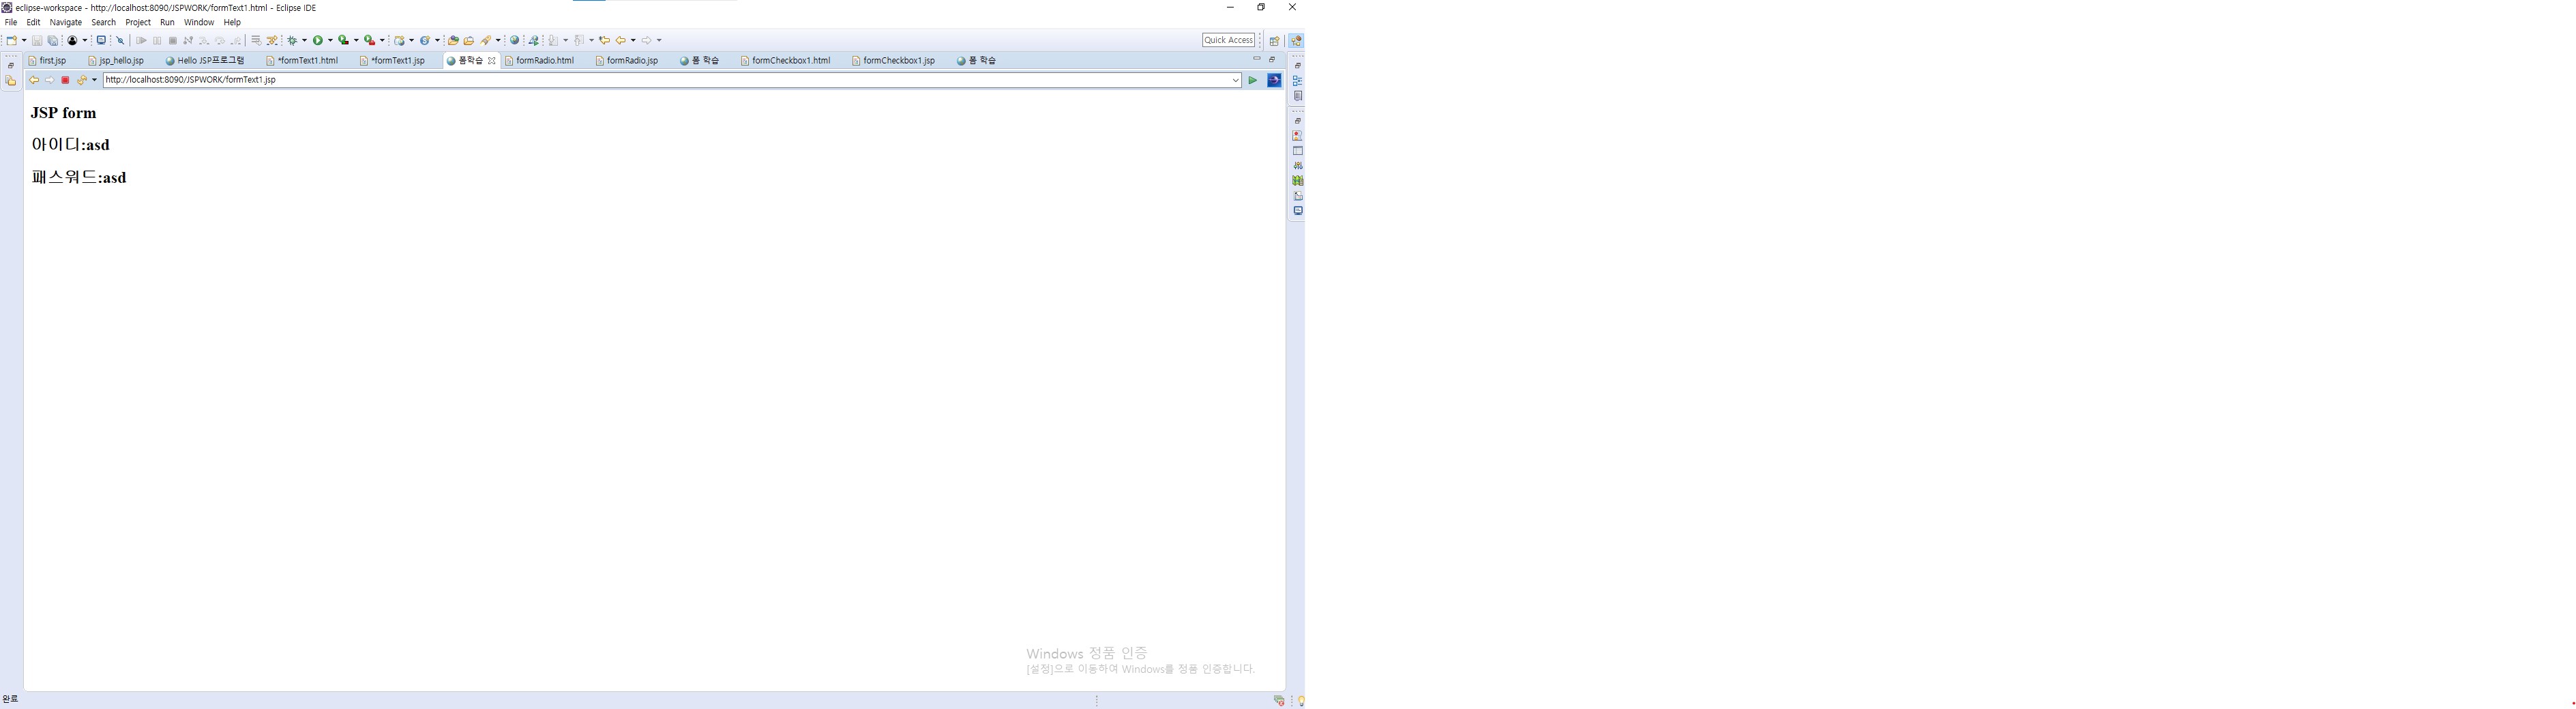 eclipse-workspace - http://localhost:8090/JSPWORK/formText1.html - Eclipse IDE
File Edit Navigate Search Project Run Window Help
Quick Access
first.jsp jsp_hello.jsp Hello JSP프로그램 *formText1.html *formText1.jsp 폼학습 formRadio.html formRadio.jsp 폼 학습 formCheckbox1.html formCheckbox1.jsp 폼 학습
http://localhost:8090/JSPWORK/formText1.jsp
JSP form
아이디:asd
패스워드:asd
Windows 정품 인증
[설정]으로 이동하여 Windows를 정품 인증합니다.
완료